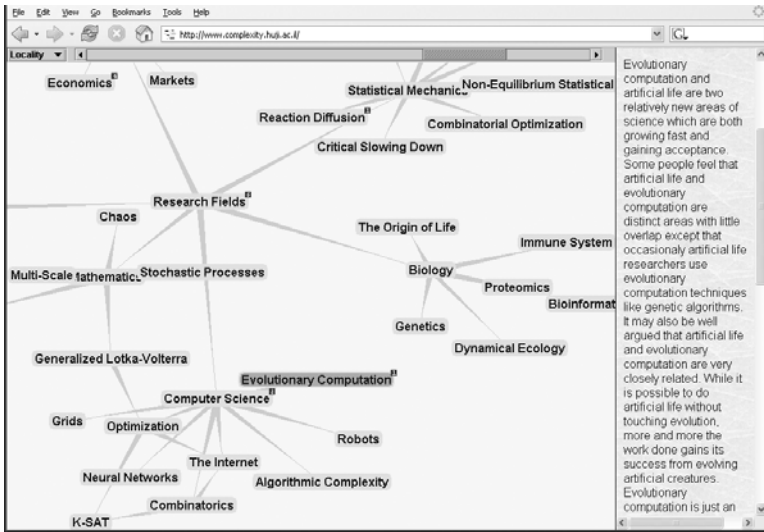 File Edit View Go Bookmarks Tools Help
http://www.complexity.huji.ac.il/
G
Locality
Economics
Markets
Statistical Mechanics
Non-Equilibrium Statistical
Reaction Diffusion
Combinatorial Optimization
Critical Slowing Down
Research Fields
Chaos
The Origin of Life
Immune System
Multi-Scale
Mathematics
Stochastic Processes
Biology
Proteomics
Bioinformat
Genetics
Dynamical Ecology
Generalized Lotka-Volterra
Evolutionary Computation
Computer Science
Grids
Optimization
Robots
The Internet
Neural Networks
Algorithmic Complexity
Combinatorics
K-SAT
Evolutionary
computation and
artificial life are two
relatively new areas of
science which are both
growing fast and
gaining acceptance.
Some people feel that
artificial life and
evolutionary
computation are
distinct areas with little
overlap except that
occasionaly artificial life
researchers use
evolutionary
computation techniques
like genetic algorithms.
It may also be well
argued that artificial life
and evolutionary
computation are very
closely related. While it
is possible to do
artificial life without
touching evolution,
more and more the
work done gains its
success from evolving
artificial creatures.
Evolutionary
computation is just an